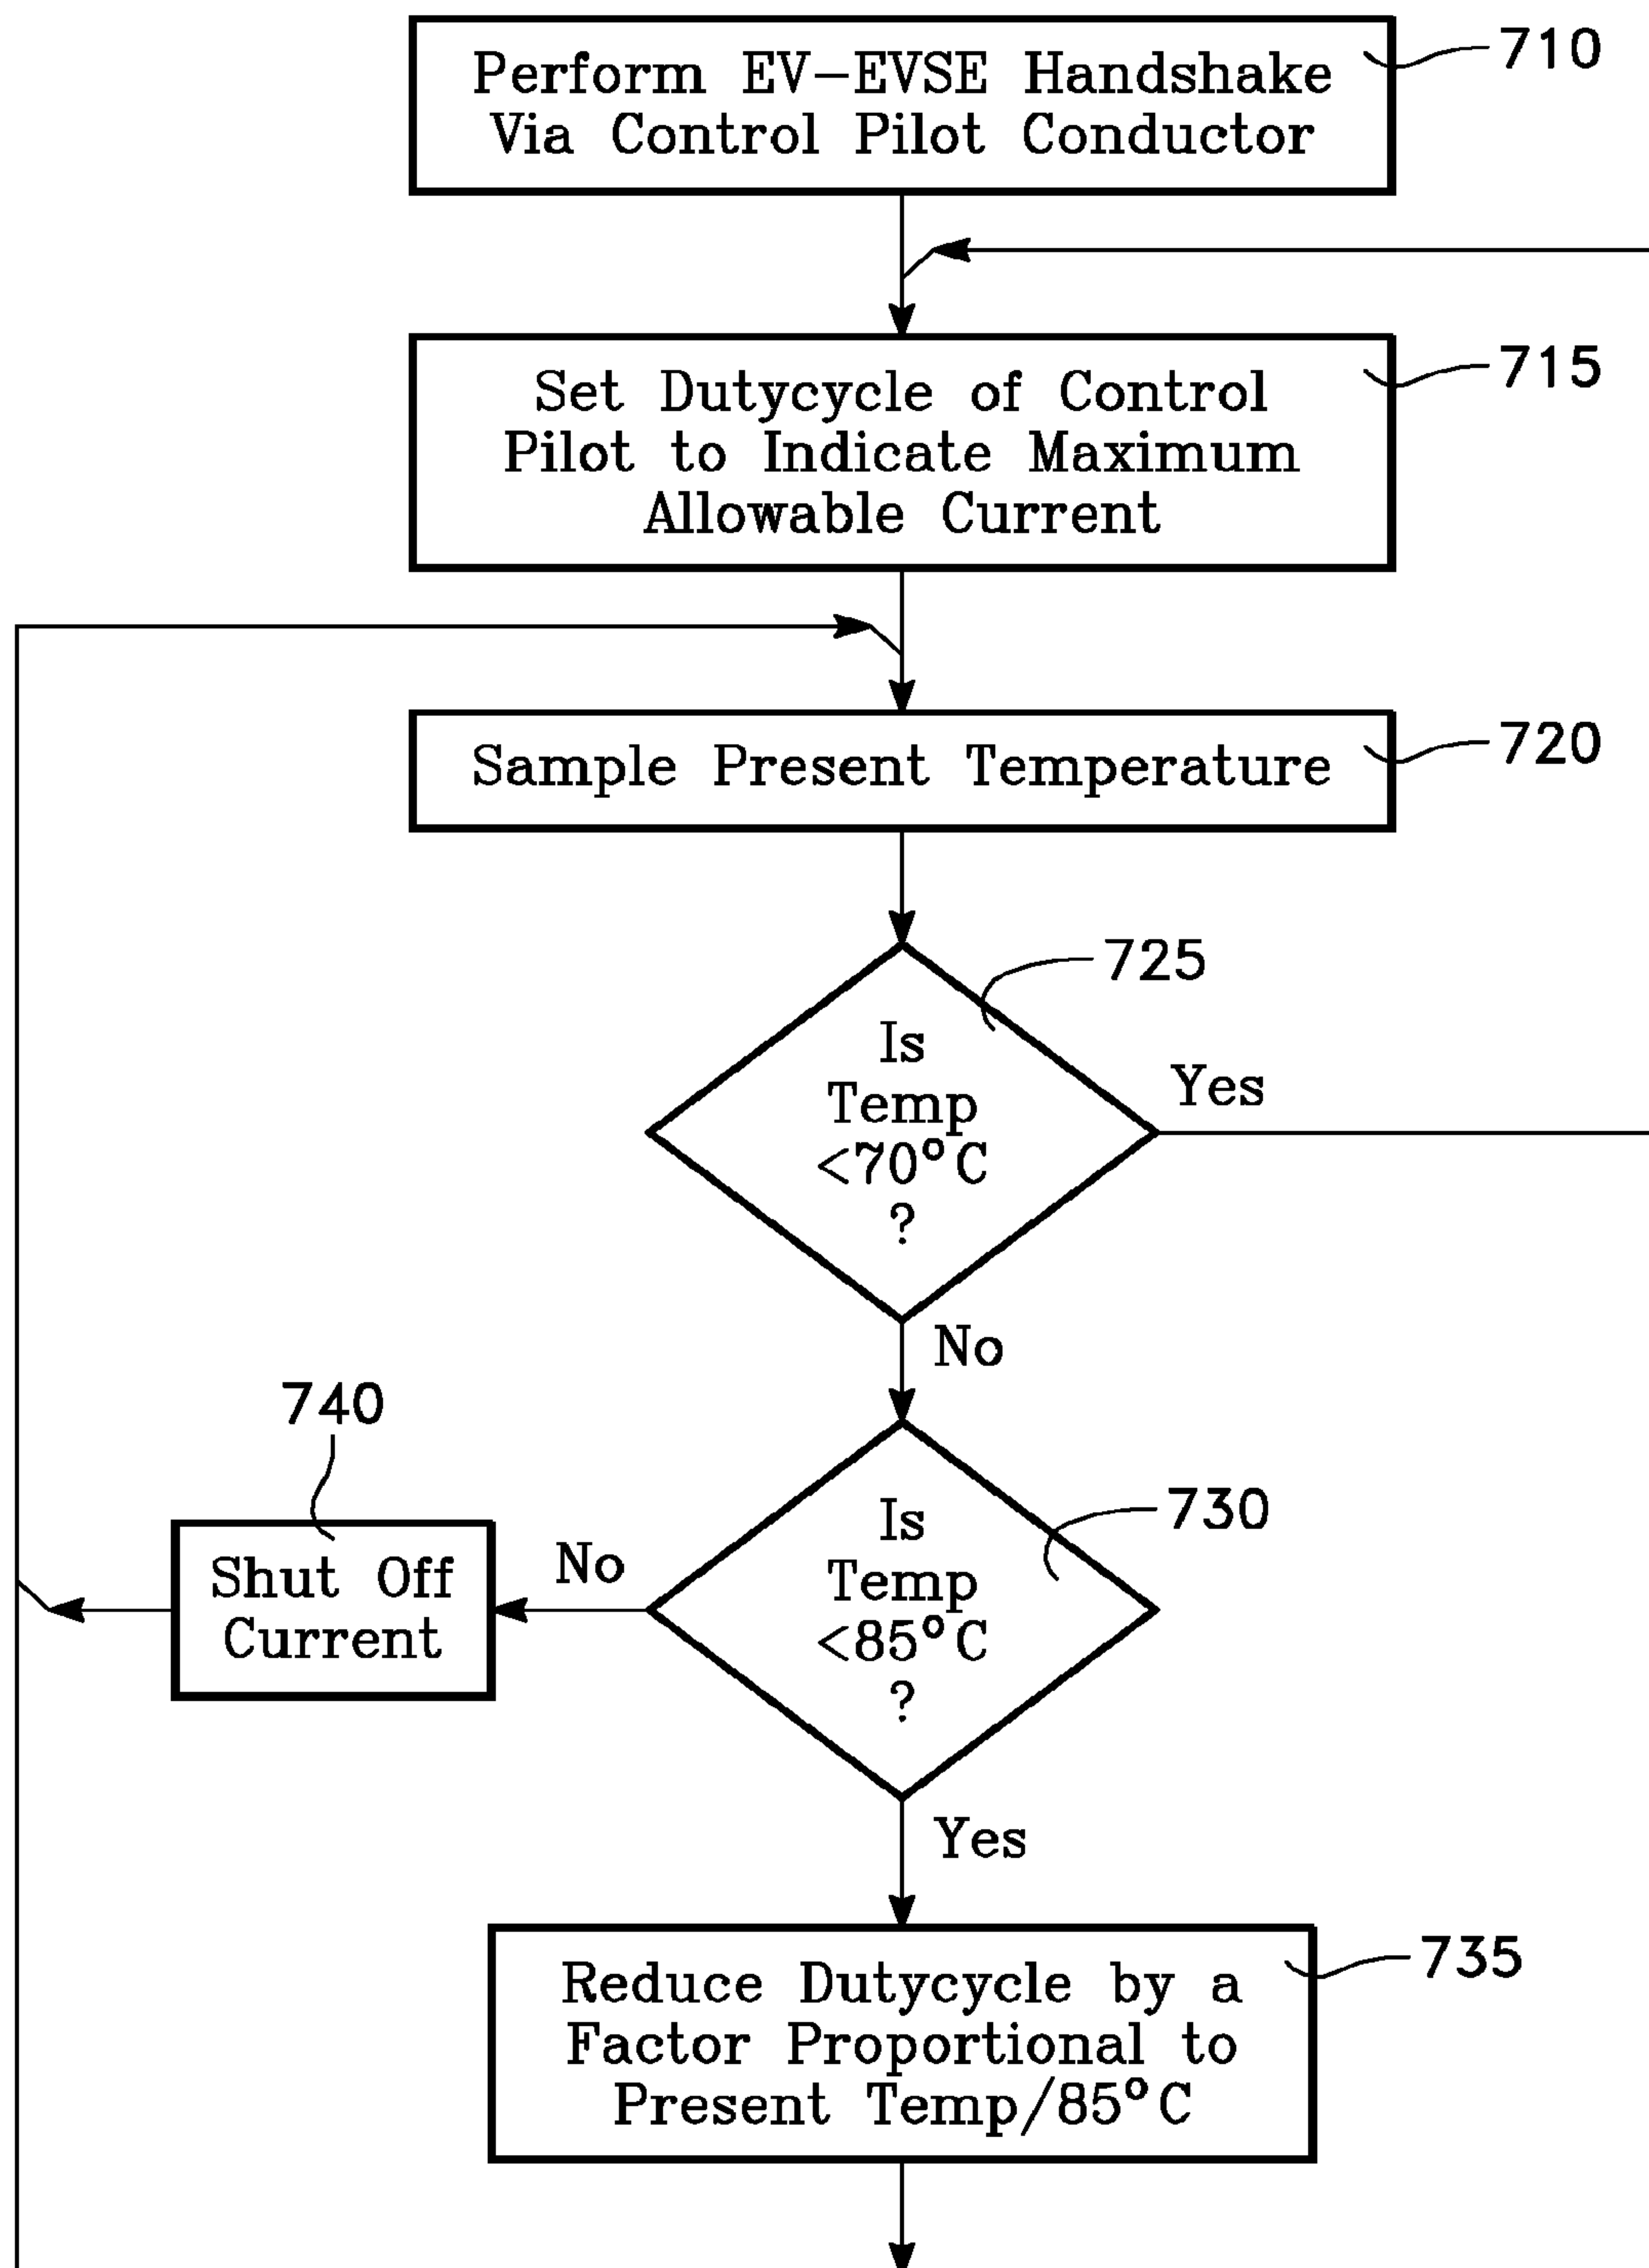 Perform EV-EVSE Handshake
Via Control Pilot Conductor
710
Set Dutycycle of Control
Pilot to Indicate Maximum
Allowable Current
715
Sample Present Temperature
720
725
Is
Temp
<70°C
?
Yes
No
740
Shut Off
Current
No
730
Is
Temp
<85°C
?
Yes
735
Reduce Dutycycle by a
Factor Proportional to
Present Temp/85°C